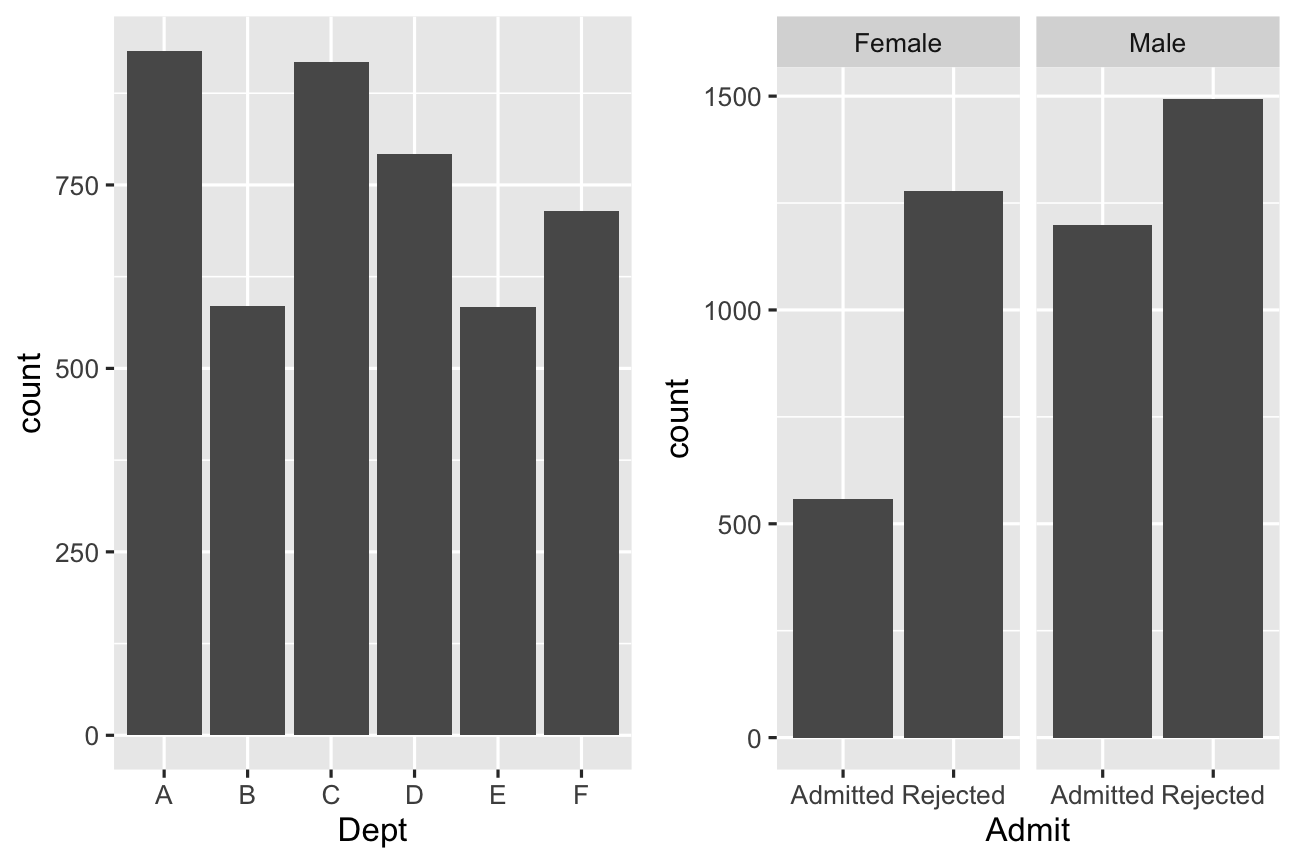 count
750
500
250
0
A B C D E F
Dept
Female Male
count
1500
1000
500
0
Admitted Rejected Admitted Rejected
Admit